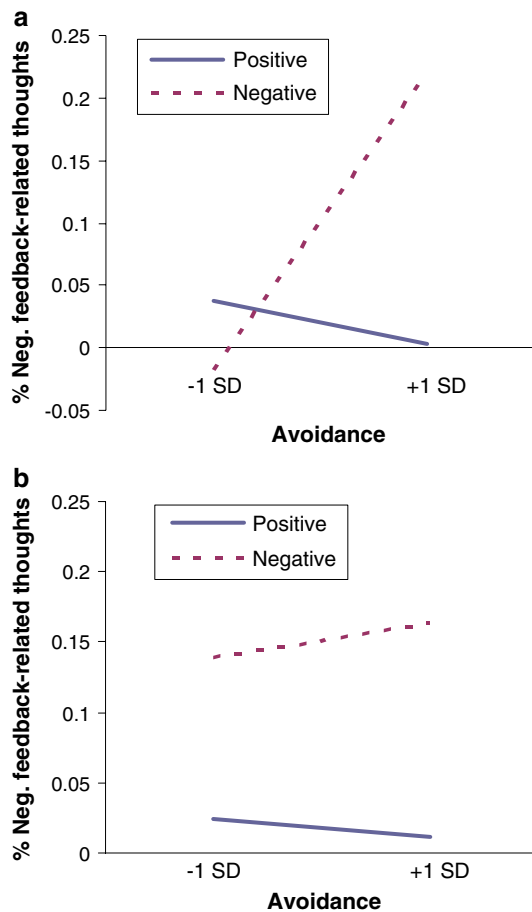 a
% Neg. feedback-related thoughts
0.25
0.2
0.15
0.1
0.05
0
-0.05
Positive
Negative
-1 SD
+1 SD
Avoidance
b
% Neg. feedback-related thoughts
0.25
0.2
0.15
0.1
0.05
0
Positive
Negative
-1 SD
+1 SD
Avoidance